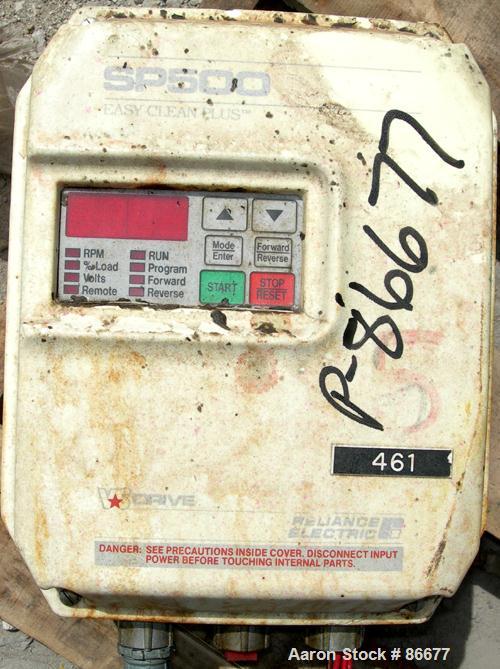 SP500
EASY CLEAN PLUS™
RPM
%Load
Volts
Remote
RUN
Program
Forward
Reverse
Mode
Enter
Forward
Reverse
START
STOP
RESET
P-86677
5
461
VS DRIVE
RELIANCE
ELECTRIC
DANGER: SEE PRECAUTIONS INSIDE COVER. DISCONNECT INPUT
POWER BEFORE TOUCHING INTERNAL PARTS.
Aaron Stock # 86677